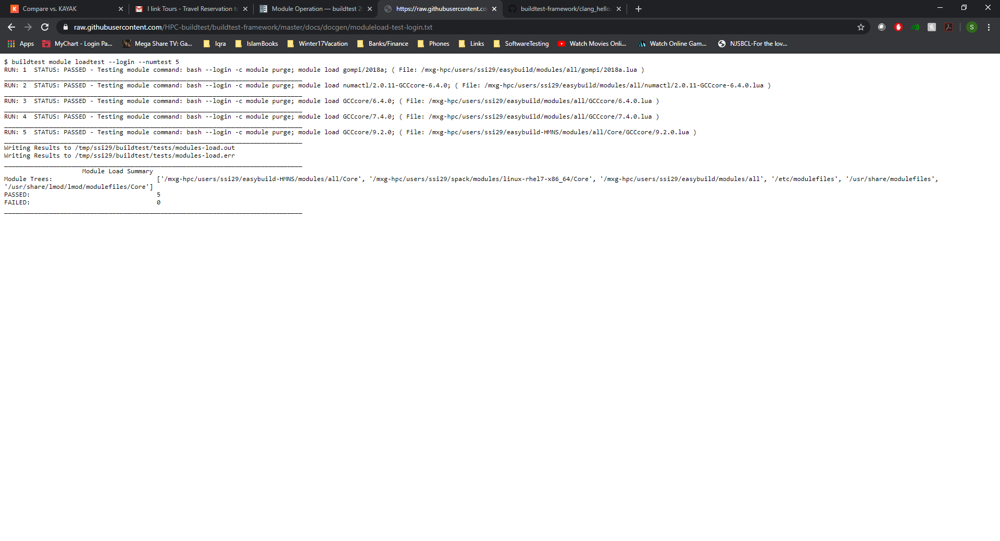 Compare vs. KAYAK
I link Tours - Travel Reservation to
Module Operation — buildtest 20
https://raw.githubusercontent.co
buildtest-framework/clang_hello.
raw.githubusercontent.com/HPC-buildtest/buildtest-framework/master/docs/docgen/moduleload-test-login.txt
S
Apps
MyChart - Login Pa...
Mega Share TV: Ga...
Iqra
IslamBooks
Winter17Vacation
Banks/Finance
Phones
Links
SoftwareTesting
Watch Movies Onli...
Watch Online Gam...
NJSBCL-For the lov...
$ buildtest module loadtest --login --numtest 5
RUN: 1  STATUS: PASSED - Testing module command: bash --login -c module purge; module load gompi/2018a; ( File: /mxg-hpc/users/ssi29/easybuild/modules/all/gompi/2018a.lua )
________________________________________________________________________________
RUN: 2  STATUS: PASSED - Testing module command: bash --login -c module purge; module load numactl/2.0.11-GCCcore-6.4.0; ( File: /mxg-hpc/users/ssi29/easybuild/modules/all/numactl/2.0.11-GCCcore-6.4.0.lua )
________________________________________________________________________________
RUN: 3  STATUS: PASSED - Testing module command: bash --login -c module purge; module load GCCcore/6.4.0; ( File: /mxg-hpc/users/ssi29/easybuild/modules/all/GCCcore/6.4.0.lua )
________________________________________________________________________________
RUN: 4  STATUS: PASSED - Testing module command: bash --login -c module purge; module load GCCcore/7.4.0; ( File: /mxg-hpc/users/ssi29/easybuild/modules/all/GCCcore/7.4.0.lua )
________________________________________________________________________________
RUN: 5  STATUS: PASSED - Testing module command: bash --login -c module purge; module load GCCcore/9.2.0; ( File: /mxg-hpc/users/ssi29/easybuild-HMNS/modules/all/Core/GCCcore/9.2.0.lua )
________________________________________________________________________________
Writing Results to /tmp/ssi29/buildtest/tests/modules-load.out
Writing Results to /tmp/ssi29/buildtest/tests/modules-load.err
________________________________________________________________________________
Module Load Summary
Module Trees: ['/mxg-hpc/users/ssi29/easybuild-HMNS/modules/all/Core', '/mxg-hpc/users/ssi29/spack/modules/linux-rhel7-x86_64/Core', '/mxg-hpc/users/ssi29/easybuild/modules/all', '/etc/modulefiles', '/usr/share/modulefiles',
'/usr/share/lmod/lmod/modulefiles/Core']
PASSED: 5
FAILED: 0
________________________________________________________________________________